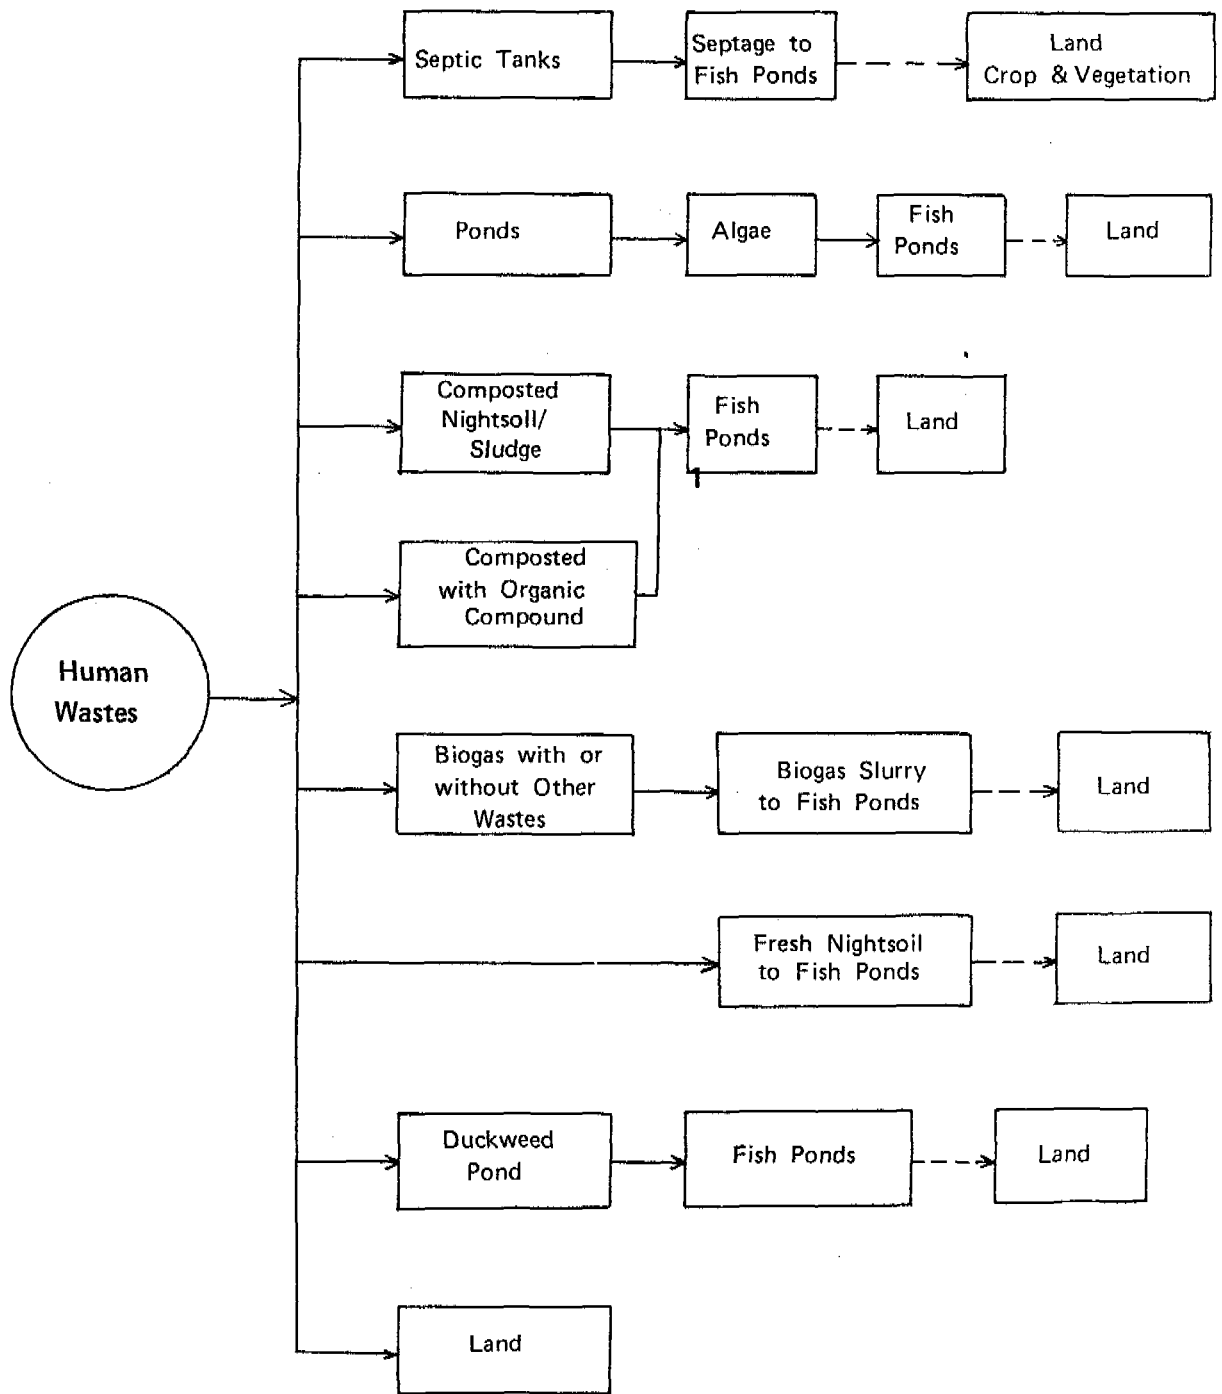 Septic Tanks
Septage to
Fish Ponds
Land
Crop & Vegetation
Ponds
Algae
Fish
Ponds
Land
Composted
Nightsoll/
Sludge
Fish
Ponds
Land
Composted
with Organic
Compound
Human
Wastes
Biogas with or
without Other
Wastes
Biogas Slurry
to Fish Ponds
Land
Fresh Nightsoil
to Fish Ponds
Land
Duckweed
Pond
Fish Ponds
Land
Land